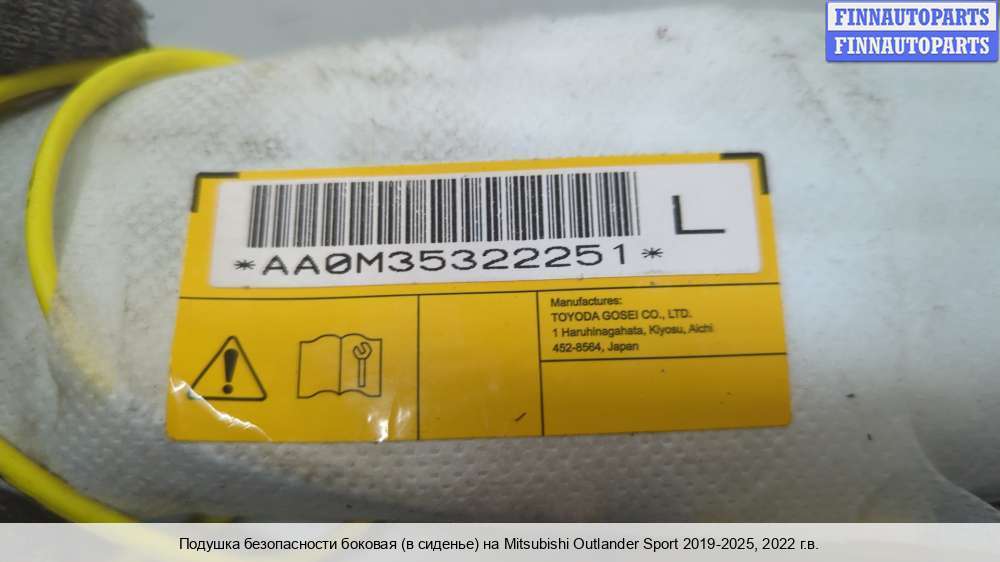 FINNAUTOPARTS
FINNAUTOPARTS
L
*AA0M35322251*
Manufactures:
TOYODA GOSEI CO., LTD.
1 Haruhinagahata, Kiyosu, Aichi
452-8564, Japan
Подушка безопасности боковая (в сиденье) на Mitsubishi Outlander Sport 2019-2025, 2022 г.в.